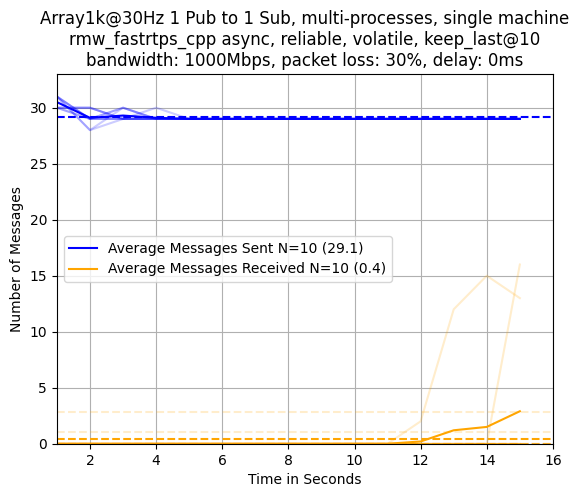 Array1k@30Hz 1 Pub to 1 Sub, multi-processes, single machine
rmw_fastrtps_cpp async, reliable, volatile, keep_last@10
bandwidth: 1000Mbps, packet loss: 30%, delay: 0ms
Number of Messages
30
25
20
15
10
5
0
Average Messages Sent N=10 (29.1)
Average Messages Received N=10 (0.4)
2 4 6 8 10 12 14 16
Time in Seconds